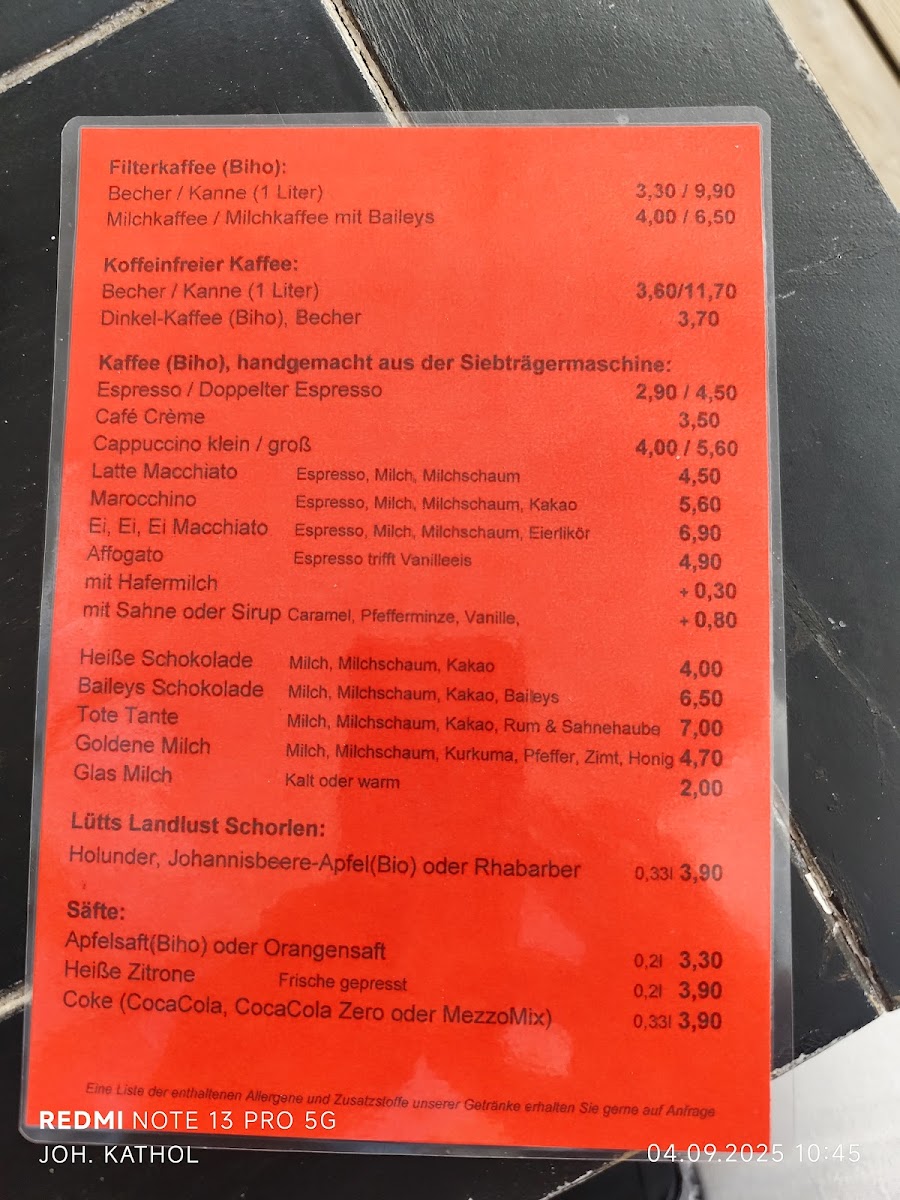 Filterkaffee (Biho):
Becher / Kanne (1 Liter) 3,30 / 9,90
Milchkaffee / Milchkaffee mit Baileys 4,00 / 6,50
Koffeinfreier Kaffee:
Becher / Kanne (1 Liter) 3,60/11,70
Dinkel-Kaffee (Biho), Becher 3,70
Kaffee (Biho), handgemacht aus der Siebträgermaschine:
Espresso / Doppelter Espresso 2,90 / 4,50
Café Crème 3,50
Cappuccino klein / groß 4,00 / 5,60
Latte Macchiato Espresso, Milch, Milchschaum 4,50
Marocchino Espresso, Milch, Milchschaum, Kakao 5,60
Ei, Ei, Ei Macchiato Espresso, Milch, Milchschaum, Eierlikör 6,90
Affogato Espresso trifft Vanilleeis 4,90
mit Hafermilch + 0,30
mit Sahne oder Sirup Caramel, Pfefferminze, Vanille, + 0,80
Heiße Schokolade Milch, Milchschaum, Kakao 4,00
Baileys Schokolade Milch, Milchschaum, Kakao, Baileys 6,50
Tote Tante Milch, Milchschaum, Kakao, Rum & Sahnehaube 7,00
Goldene Milch Milch, Milchschaum, Kurkuma, Pfeffer, Zimt, Honig 4,70
Glas Milch Kalt oder warm 2,00
Lütts Landlust Schorlen:
Holunder, Johannisbeere-Apfel(Bio) oder Rhabarber 0,33l 3,90
Säfte:
Apfelsaft(Biho) oder Orangensaft 0,2l 3,30
Heiße Zitrone Frische gepresst 0,2l 3,90
Coke (CocaCola, CocaCola Zero oder MezzoMix) 0,33l 3,90
Eine Liste der enthaltenen Allergene und Zusatzstoffe unserer Getränke erhalten Sie gerne auf Anfrage
REDMI NOTE 13 PRO 5G
JOH. KATHOL 04.09.2025 10:45